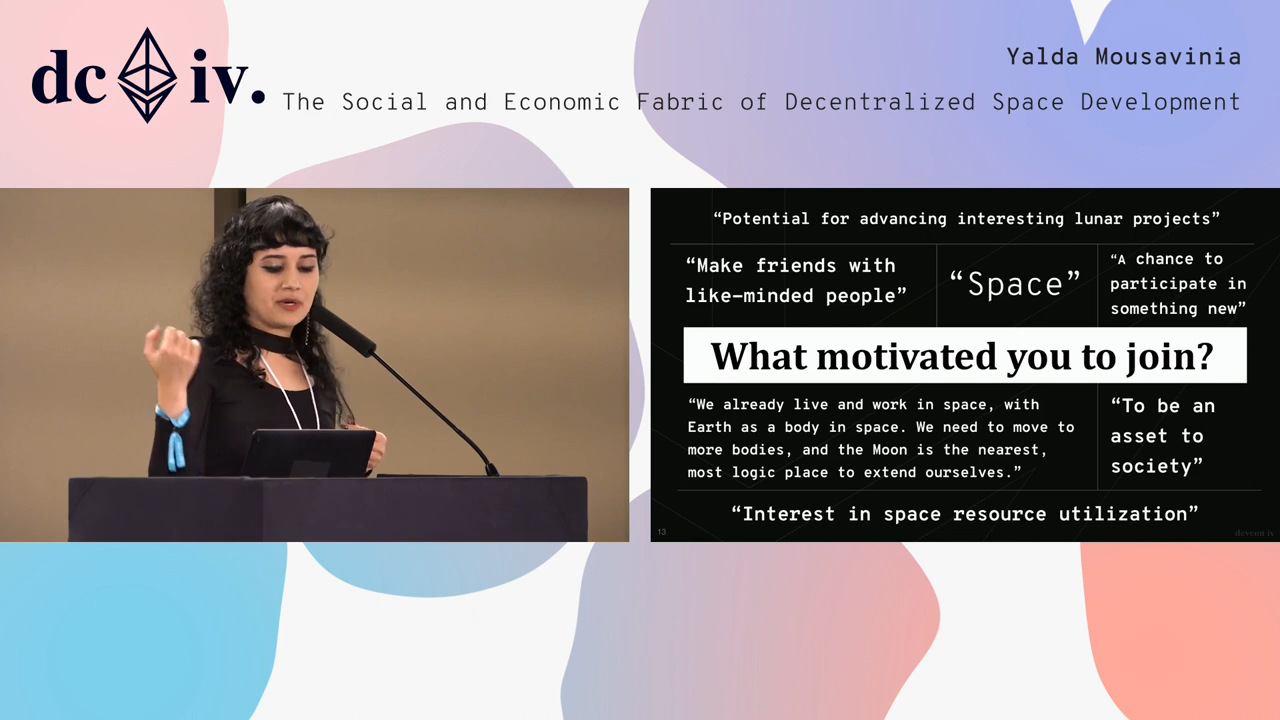 dc iv.
Yalda Mousavinia
The Social and Economic Fabric of Decentralized Space Development
“Potential for advancing interesting lunar projects”
“Make friends with
like-minded people”
“Space”
“A chance to
participate in
something new”
What motivated you to join?
“We already live and work in space, with
Earth as a body in space. We need to move to
more bodies, and the Moon is the nearest,
most logic place to extend ourselves.”
“To be an
asset to
society”
“Interest in space resource utilization”
13
devcon iv